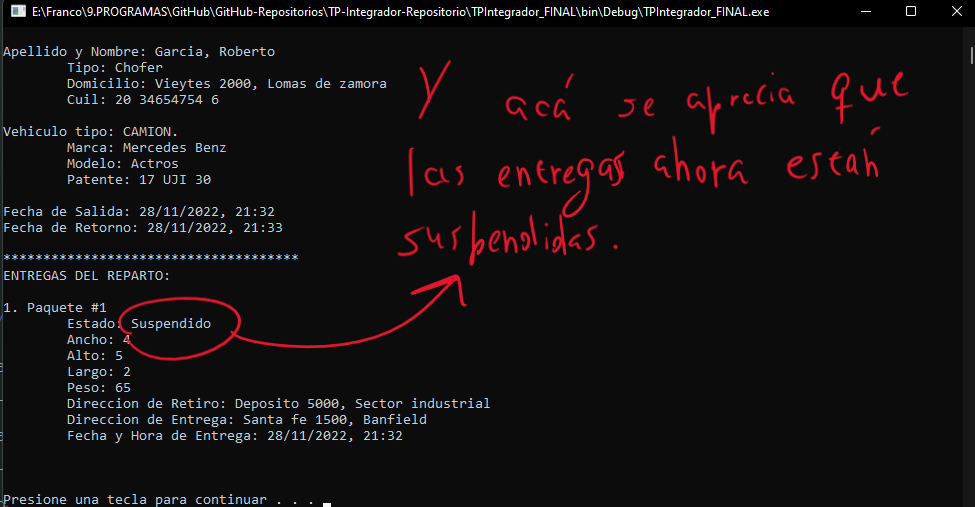 E:\Franco\9.PROGRAMAS\GitHub\GitHub-Repositorios\TP-Integrador-Repositorio\TPIntegrador_FINAL\bin\Debug\TPIntegrador_FINAL.exe
Apellido y Nombre: Garcia, Roberto
Tipo: Chofer
Domicilio: Vieytes 2000, Lomas de zamora
Cuil: 20 34654754 6
Vehiculo tipo: CAMION.
Marca: Mercedes Benz
Modelo: Actros
Patente: 17 UJI 30
Fecha de Salida: 28/11/2022, 21:32
Fecha de Retorno: 28/11/2022, 21:33
Y acá se aprecia que
las entregas ahora están
suspendidas.
*************************************
ENTREGAS DEL REPARTO:
1. Paquete #1
Estado: Suspendido
Ancho: 4
Alto: 5
Largo: 2
Peso: 65
Direccion de Retiro: Deposito 5000, Sector industrial
Direccion de Entrega: Santa fe 1500, Banfield
Fecha y Hora de Entrega: 28/11/2022, 21:32
Presione una tecla para continuar . . .